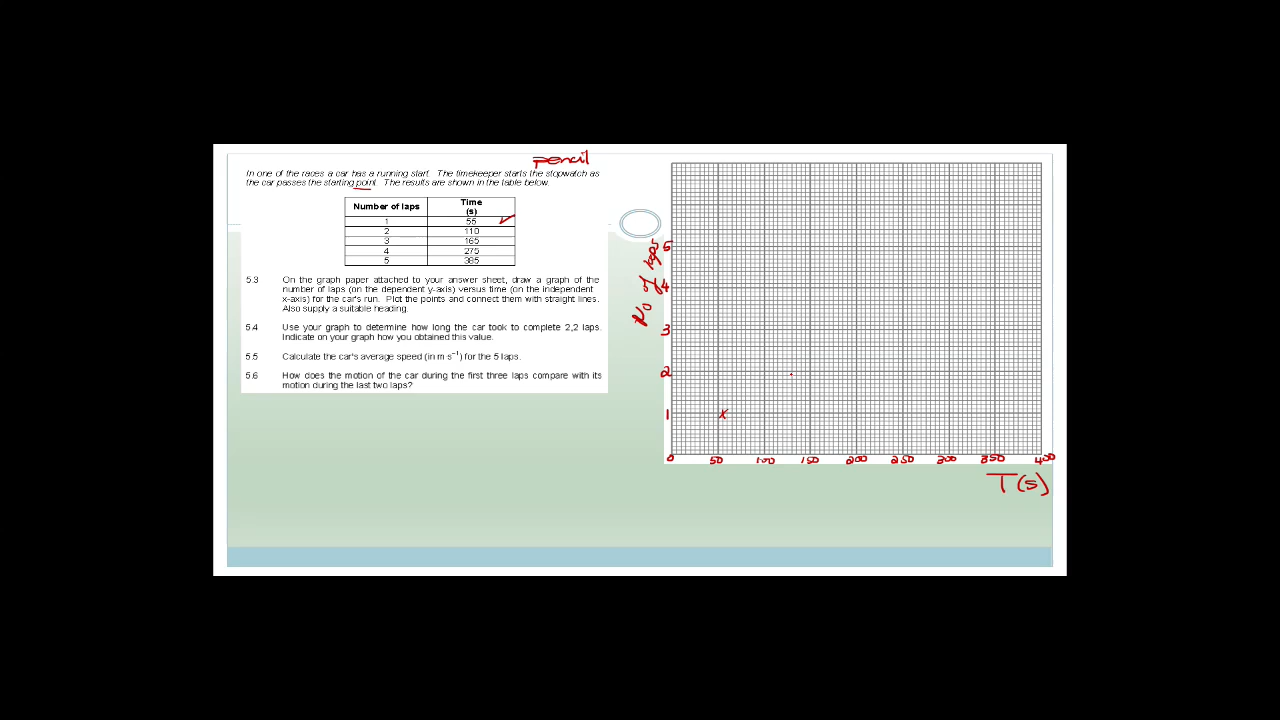 pencil
In one of the races a car has a running start. The timekeeper starts the stopwatch as
the car passes the starting point. The results are shown in the table below.
Number of laps Time (s)
1 55
2 110
3 165
4 275
5 385
5.3 On the graph paper attached to your answer sheet, draw a graph of the
number of laps (on the dependent y-axis) versus time (on the independent
x-axis) for the car's run. Plot the points and connect them with straight lines.
Also supply a suitable heading.
5.4 Use your graph to determine how long the car took to complete 2,2 laps.
Indicate on your graph how you obtained this value.
5.5 Calculate the car's average speed (in m·s⁻¹) for the 5 laps.
5.6 How does the motion of the car during the first three laps compare with its
motion during the last two laps?
No of laps
5
4
3
2
1
0 50 100 150 200 250 300 350 400
T(s)